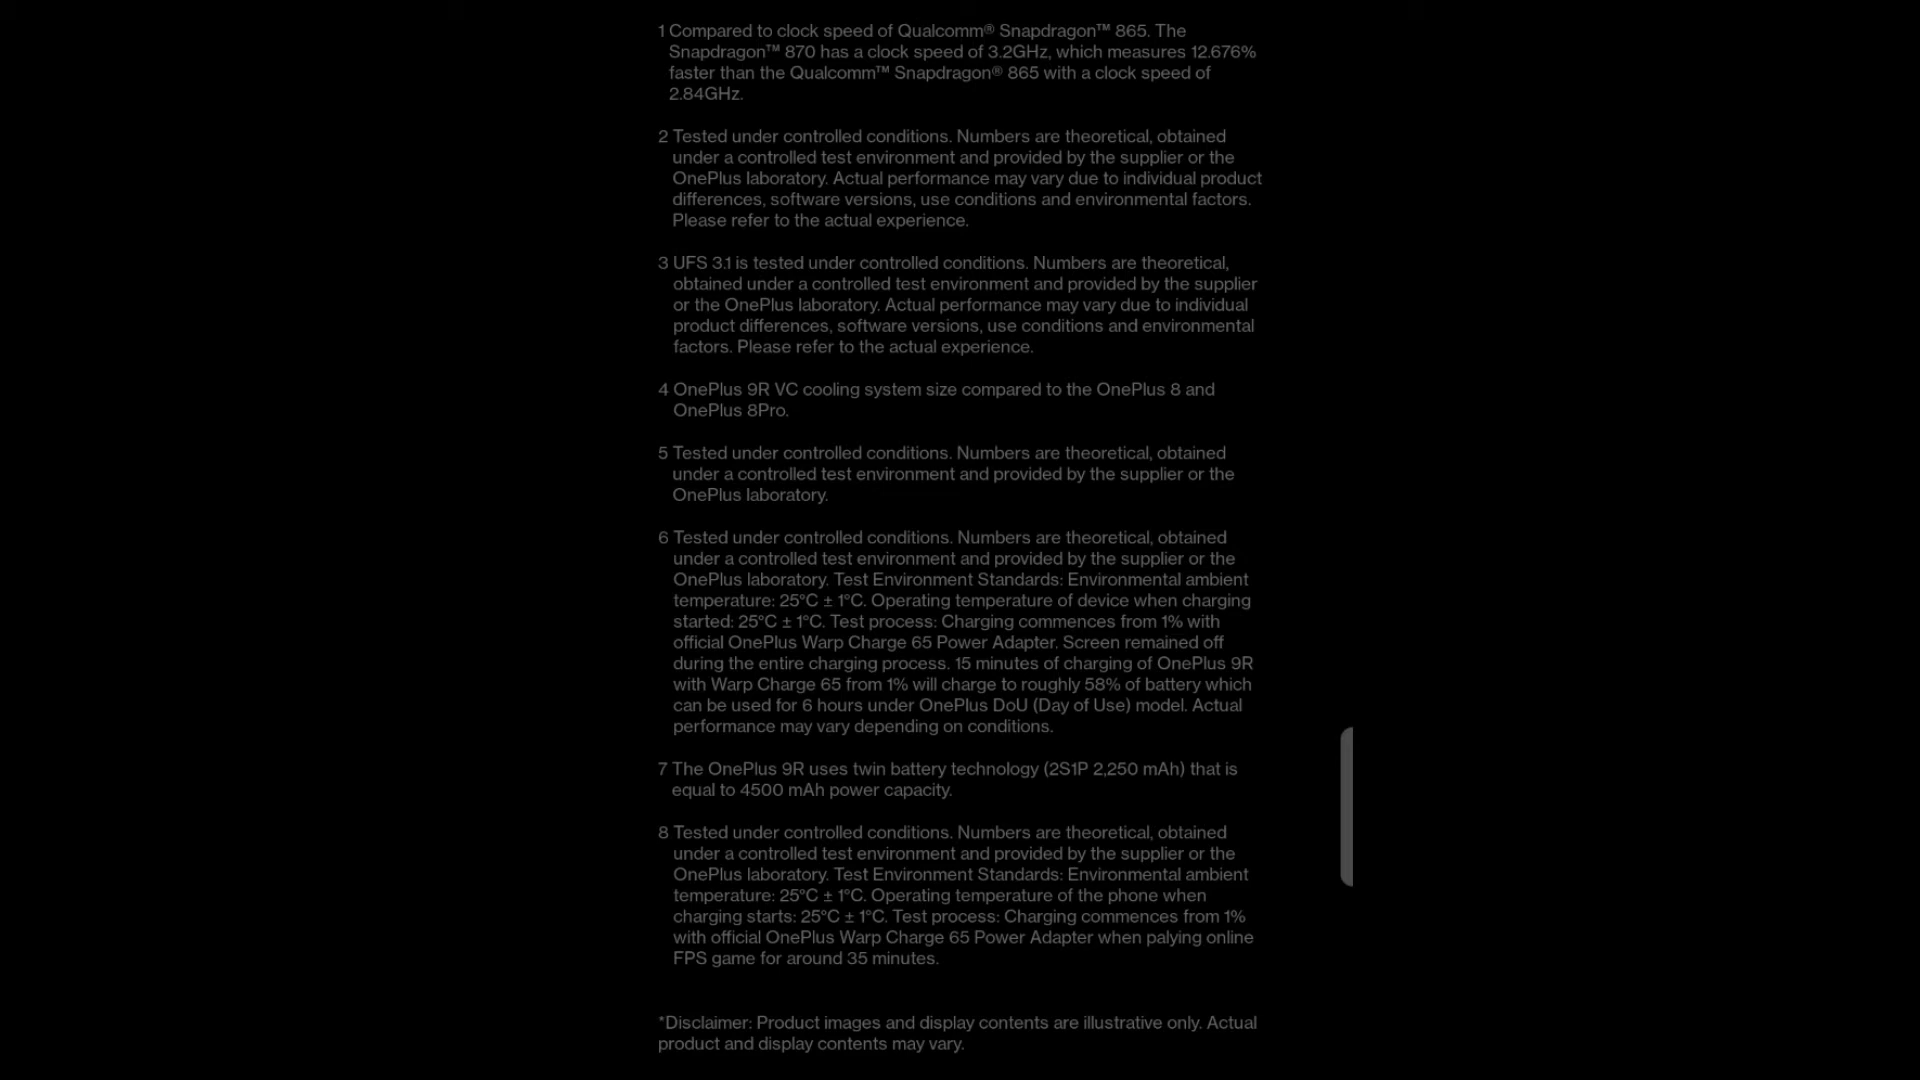 1 Compared to clock speed of Qualcomm® Snapdragon™ 865. The
Snapdragon™ 870 has a clock speed of 3.2GHz, which measures 12.676%
faster than the Qualcomm™ Snapdragon® 865 with a clock speed of
2.84GHz.
2 Tested under controlled conditions. Numbers are theoretical, obtained
under a controlled test environment and provided by the supplier or the
OnePlus laboratory. Actual performance may vary due to individual product
differences, software versions, use conditions and environmental factors.
Please refer to the actual experience.
3 UFS 3.1 is tested under controlled conditions. Numbers are theoretical,
obtained under a controlled test environment and provided by the supplier
or the OnePlus laboratory. Actual performance may vary due to individual
product differences, software versions, use conditions and environmental
factors. Please refer to the actual experience.
4 OnePlus 9R VC cooling system size compared to the OnePlus 8 and
OnePlus 8Pro.
5 Tested under controlled conditions. Numbers are theoretical, obtained
under a controlled test environment and provided by the supplier or the
OnePlus laboratory.
6 Tested under controlled conditions. Numbers are theoretical, obtained
under a controlled test environment and provided by the supplier or the
OnePlus laboratory. Test Environment Standards: Environmental ambient
temperature: 25°C ± 1°C. Operating temperature of device when charging
started: 25°C ± 1°C. Test process: Charging commences from 1% with
official OnePlus Warp Charge 65 Power Adapter. Screen remained off
during the entire charging process. 15 minutes of charging of OnePlus 9R
with Warp Charge 65 from 1% will charge to roughly 58% of battery which
can be used for 6 hours under OnePlus DoU (Day of Use) model. Actual
performance may vary depending on conditions.
7 The OnePlus 9R uses twin battery technology (2S1P 2,250 mAh) that is
equal to 4500 mAh power capacity.
8 Tested under controlled conditions. Numbers are theoretical, obtained
under a controlled test environment and provided by the supplier or the
OnePlus laboratory. Test Environment Standards: Environmental ambient
temperature: 25°C ± 1°C. Operating temperature of the phone when
charging starts: 25°C ± 1°C. Test process: Charging commences from 1%
with official OnePlus Warp Charge 65 Power Adapter when palying online
FPS game for around 35 minutes.
*Disclaimer: Product images and display contents are illustrative only. Actual
product and display contents may vary.